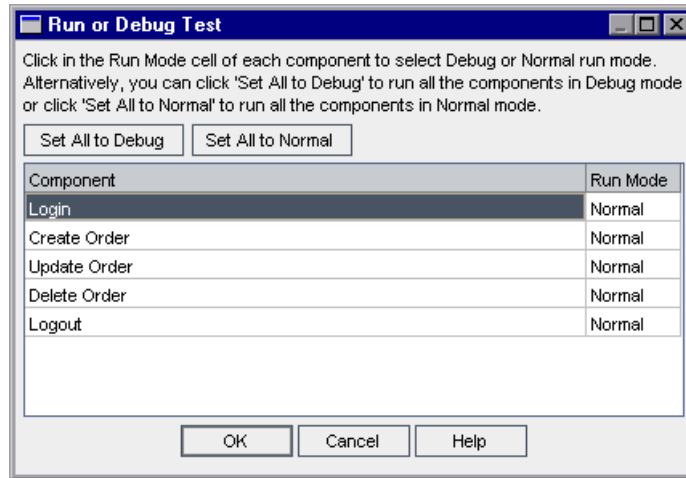 Run or Debug Test
Click in the Run Mode cell of each component to select Debug or Normal run mode.
Alternatively, you can click 'Set All to Debug' to run all the components in Debug mode
or click 'Set All to Normal' to run all the components in Normal mode.
Set All to Debug Set All to Normal
Component Run Mode
Login Normal
Create Order Normal
Update Order Normal
Delete Order Normal
Logout Normal
OK Cancel Help